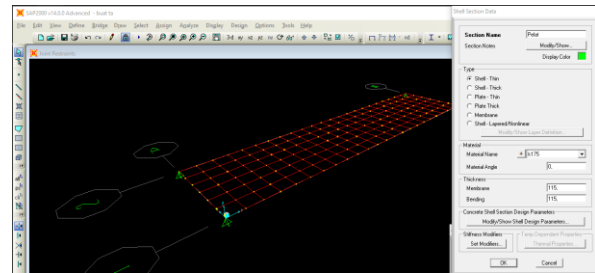 SAP2000 v14.0.0 Advanced - buat ta
File Edit View Define Bridge Draw Select Assign Analyze Display Design Options Tools Help
Joint Restraints
Shell Section Data
Section Name Pelat
Section Notes Modify/Show...
Display Color
Type
Shell - Thin
Shell - Thick
Plate - Thin
Plate Thick
Membrane
Shell - Layered/Nonlinear
Modify/Show Layer Definition...
Material
Material Name + k175
Material Angle 0.
Thickness
Membrane 115.
Bending 115.
Concrete Shell Section Design Parameters
Modify/Show Shell Design Parameters...
Stiffness Modifiers Temp Dependent Properties
Set Modifiers... Thermal Properties...
OK Cancel